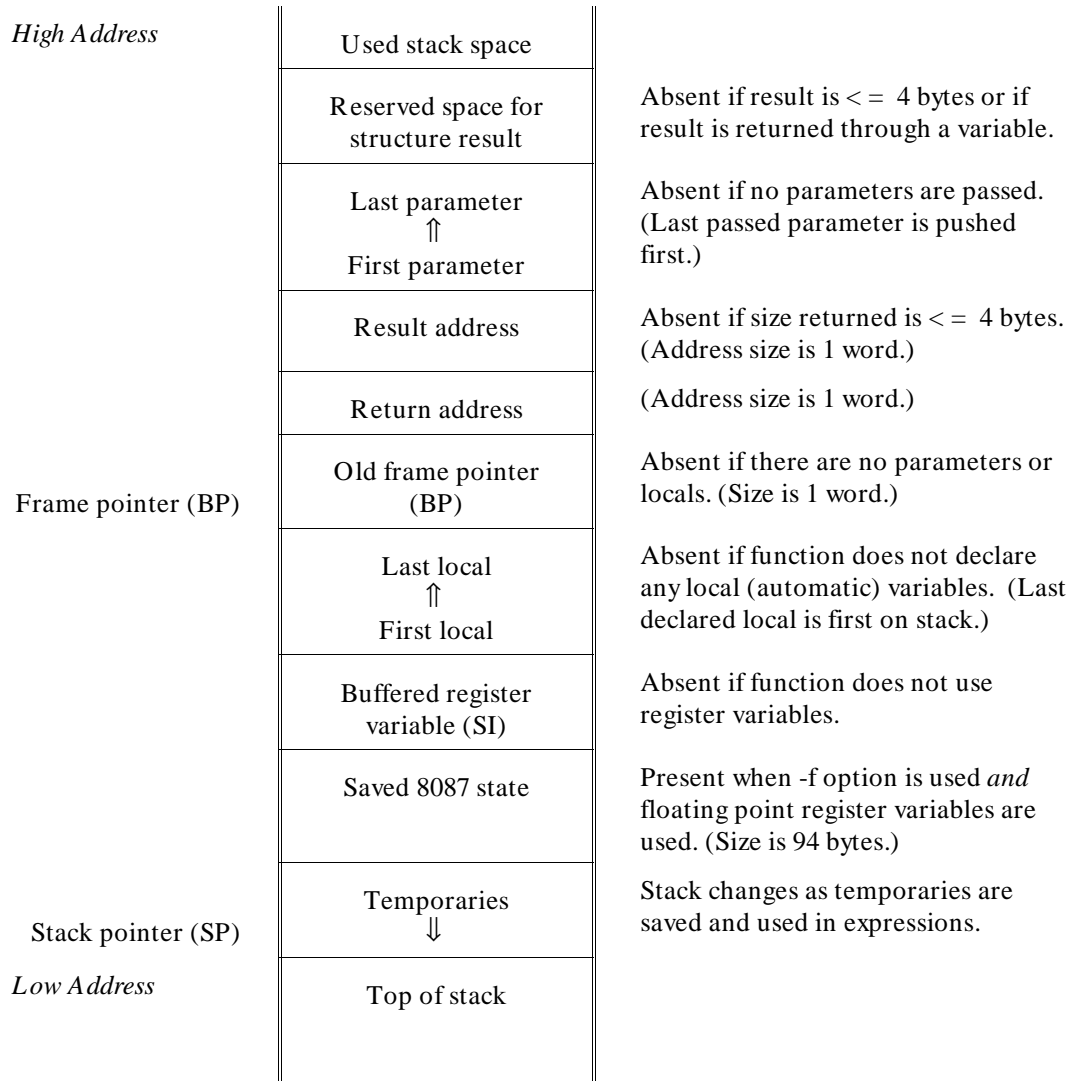 High Address
Used stack space
Reserved space for
structure result
Absent if result is < = 4 bytes or if
result is returned through a variable.
Last parameter
⇑
First parameter
Absent if no parameters are passed.
(Last passed parameter is pushed
first.)
Result address
Absent if size returned is < = 4 bytes.
(Address size is 1 word.)
Return address
(Address size is 1 word.)
Frame pointer (BP)
Old frame pointer
(BP)
Absent if there are no parameters or
locals. (Size is 1 word.)
Last local
⇑
First local
Absent if function does not declare
any local (automatic) variables. (Last
declared local is first on stack.)
Buffered register
variable (SI)
Absent if function does not use
register variables.
Saved 8087 state
Present when -f option is used and
floating point register variables are
used. (Size is 94 bytes.)
Stack pointer (SP)
Temporaries
⇓
Stack changes as temporaries are
saved and used in expressions.
Low Address
Top of stack